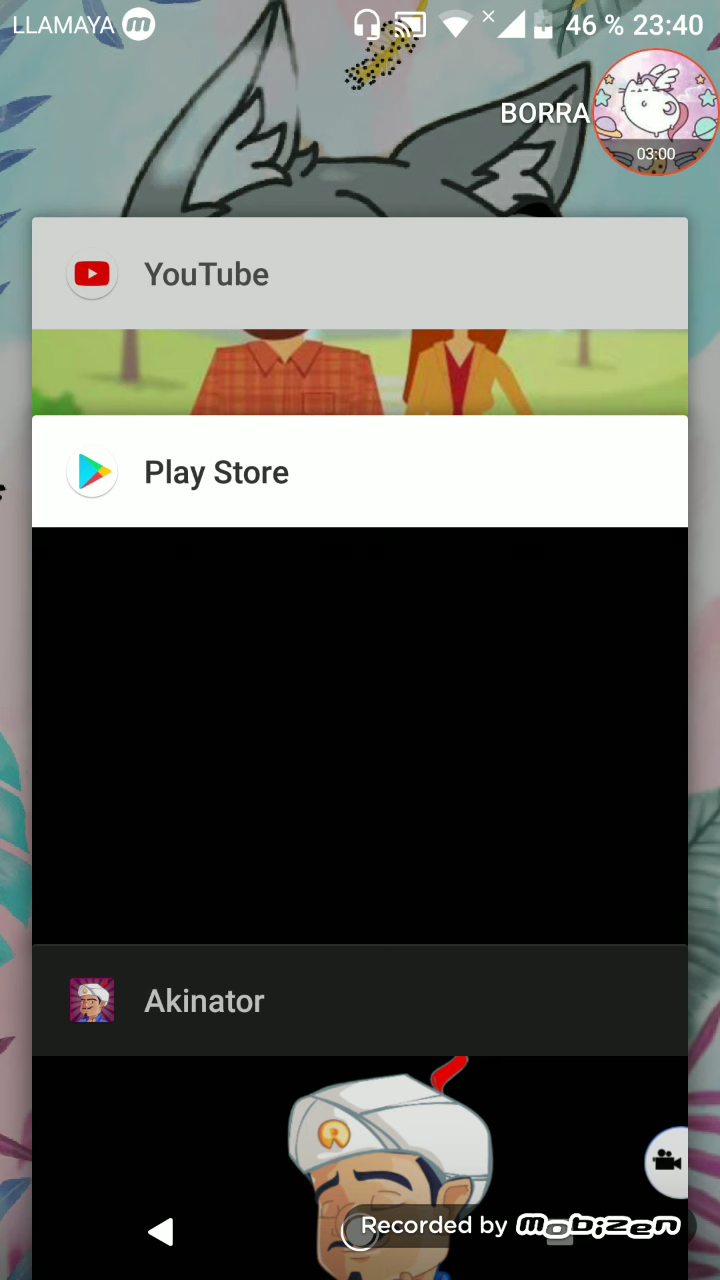 LLAMAYA m 46 % 23:40
BORRA
03:00
YouTube
Play Store
Akinator
Recorded by mobizen